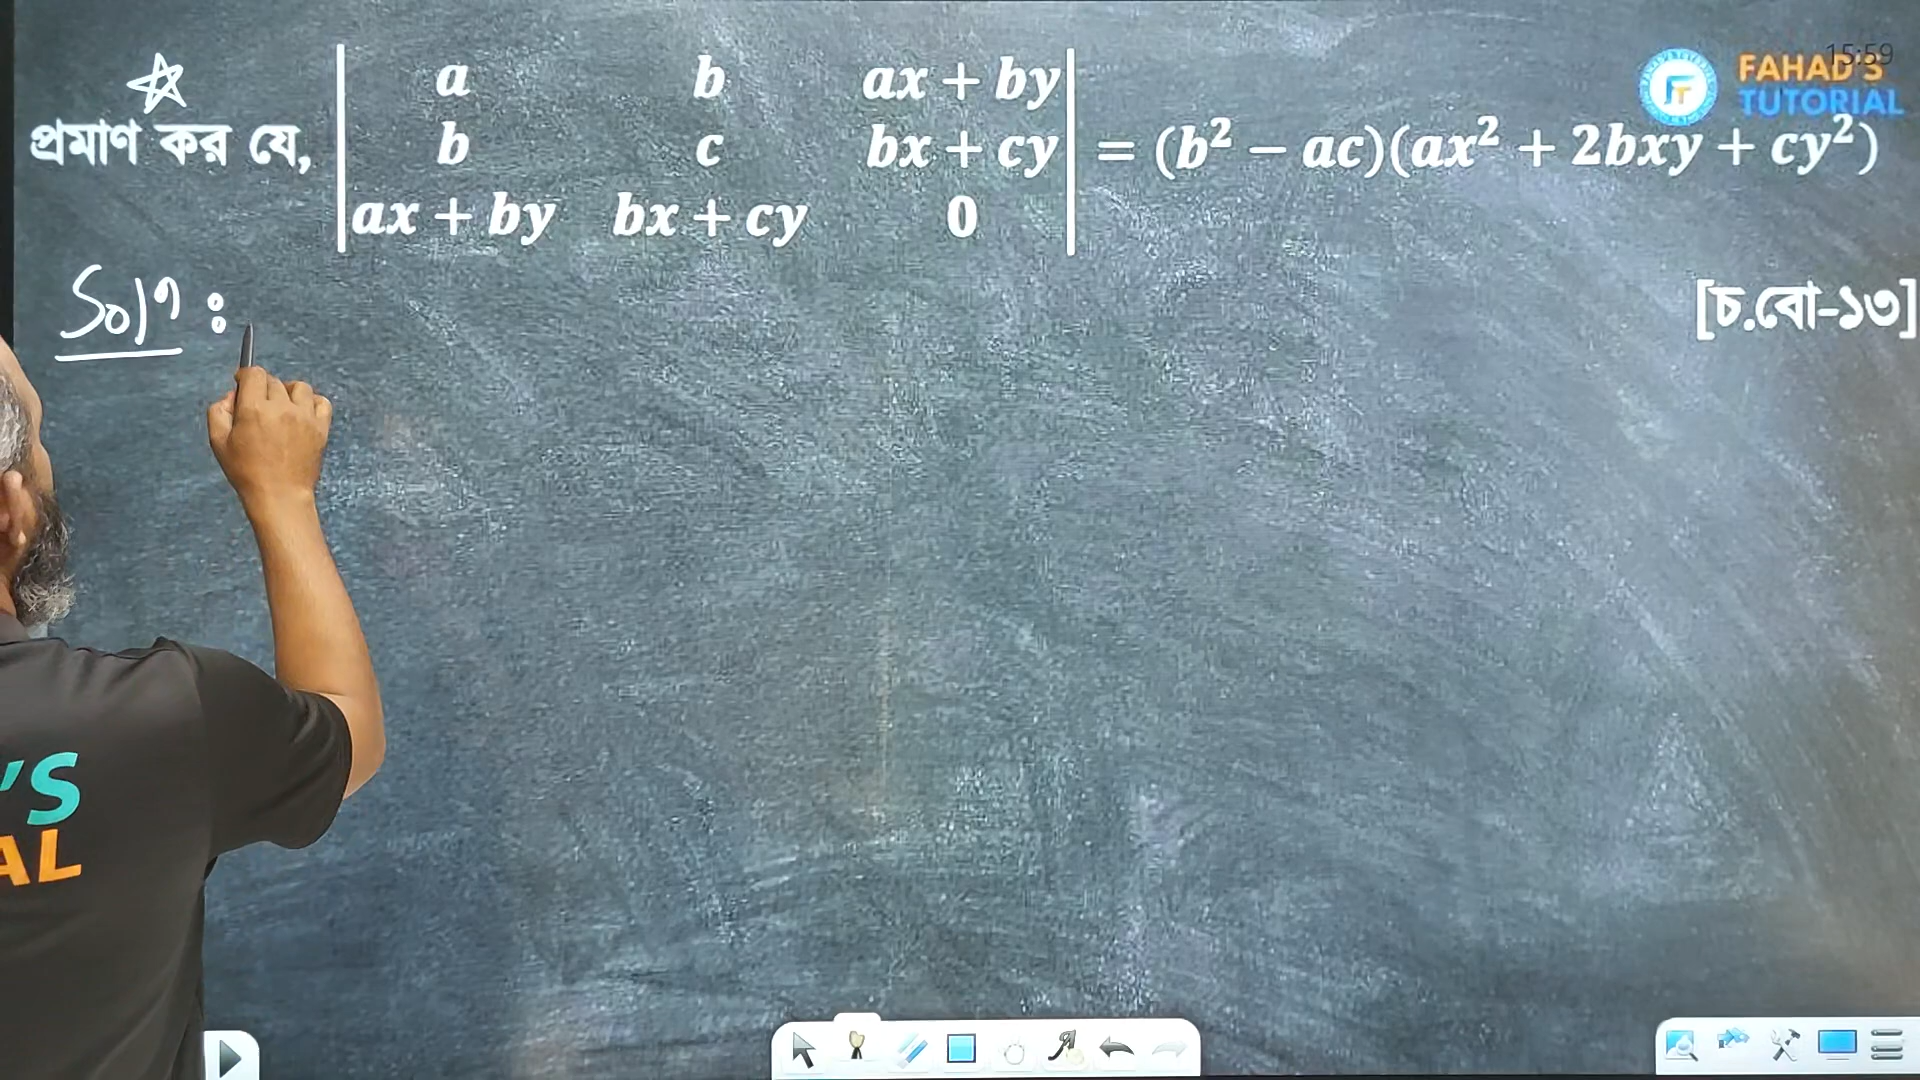 15:59
FAHAD'S
TUTORIAL
প্রমাণ কর যে, | a b ax + by |
| b c bx + cy | = (b² − ac)(ax² + 2bxy + cy²)
| ax + by bx + cy 0 |
[চ.বো-১৩]
Solⁿ :
'S
AL